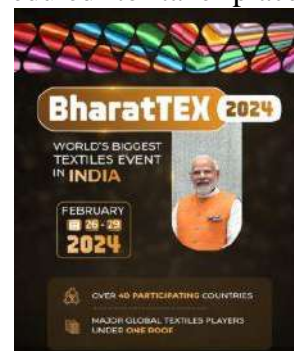 BharatTEX 2024
WORLD'S BIGGEST
TEXTILES EVENT
IN INDIA
FEBRUARY
26-29
2024
OVER 40 PARTICIPATING COUNTRIES
MAJOR GLOBAL TEXTILES PLAYERS
UNDER ONE ROOF